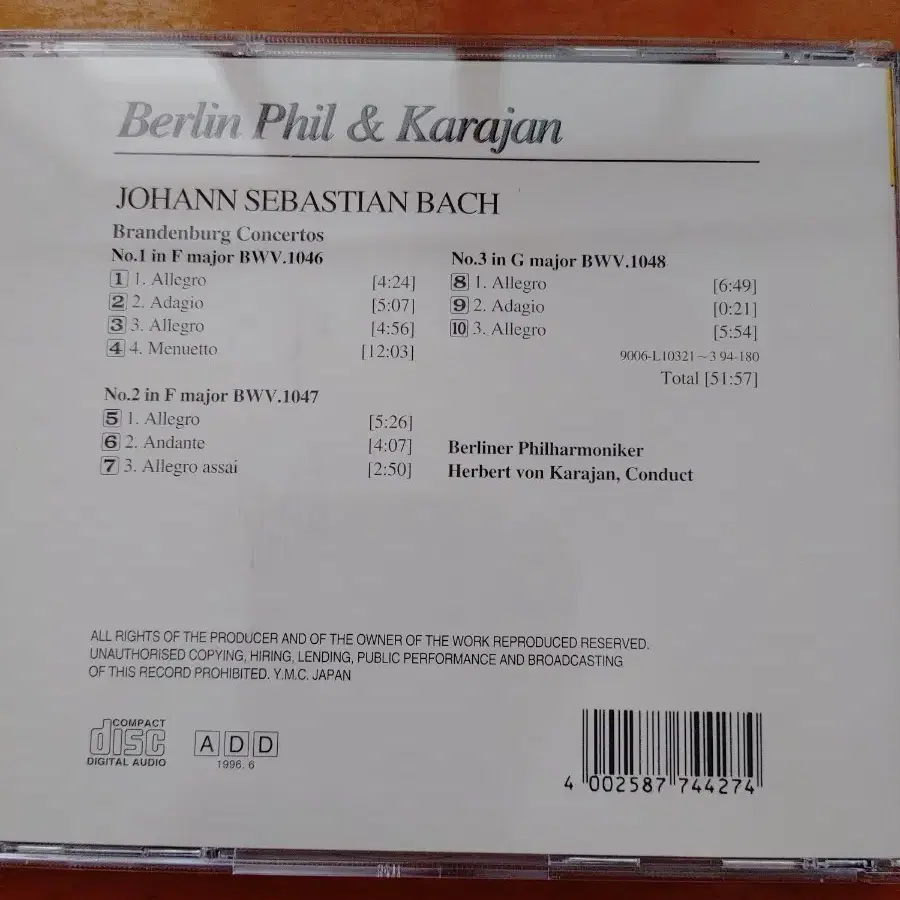 Berlin Phil & Karajan
JOHANN SEBASTIAN BACH
Brandenburg Concertos
No.1 in F major BWV.1046
1 1. Allegro [4:24]
2 2. Adagio [5:07]
3 3. Allegro [4:56]
4 4. Menuetto [12:03]
No.2 in F major BWV.1047
5 1. Allegro [5:26]
6 2. Andante [4:07]
7 3. Allegro assai [2:50]
No.3 in G major BWV.1048
8 1. Allegro [6:49]
9 2. Adagio [0:21]
10 3. Allegro [5:54]
9006-L10321~3 94-180
Total [51:57]
Berliner Philharmoniker
Herbert von Karajan, Conduct
ALL RIGHTS OF THE PRODUCER AND OF THE OWNER OF THE WORK REPRODUCED RESERVED.
UNAUTHORISED COPYING, HIRING, LENDING, PUBLIC PERFORMANCE AND BROADCASTING
OF THIS RECORD PROHIBITED. Y.M.C. JAPAN
COMPACT
disc
DIGITAL AUDIO
A D D
1996. 6
4 002587 744274